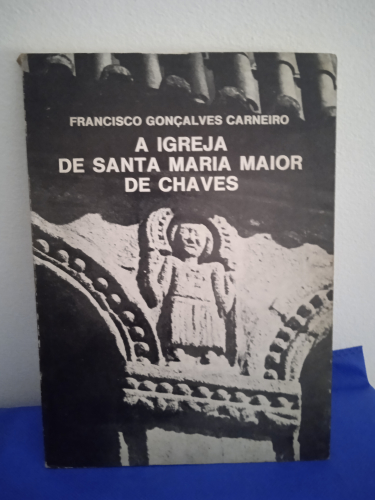 FRANCISCO GONÇALVES CARNEIRO
A IGREJA
DE SANTA MARIA MAIOR
DE CHAVES